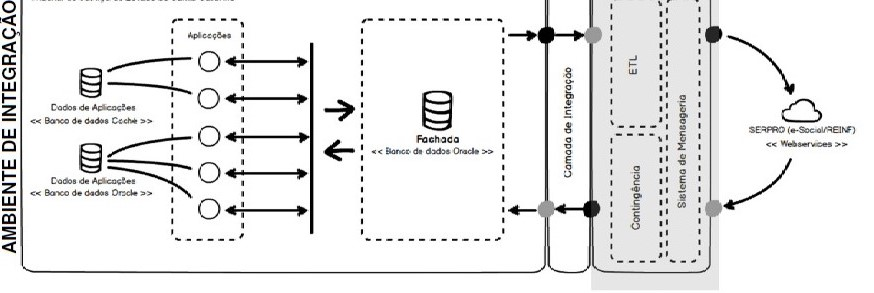 AMBIENTE DE INTEGRAÇÃO
Aplicações
Dados de Aplicações
<< Banco de dados Cache >>
Dados de Aplicações
<< Banco de dados Oracle >>
Fachada
<< Banco de dados Oracle >>
Camada de Integração
ETL
Contingência
Sistema de Mensageria
SERPRO (e-Social/REINF)
<< Webservices >>